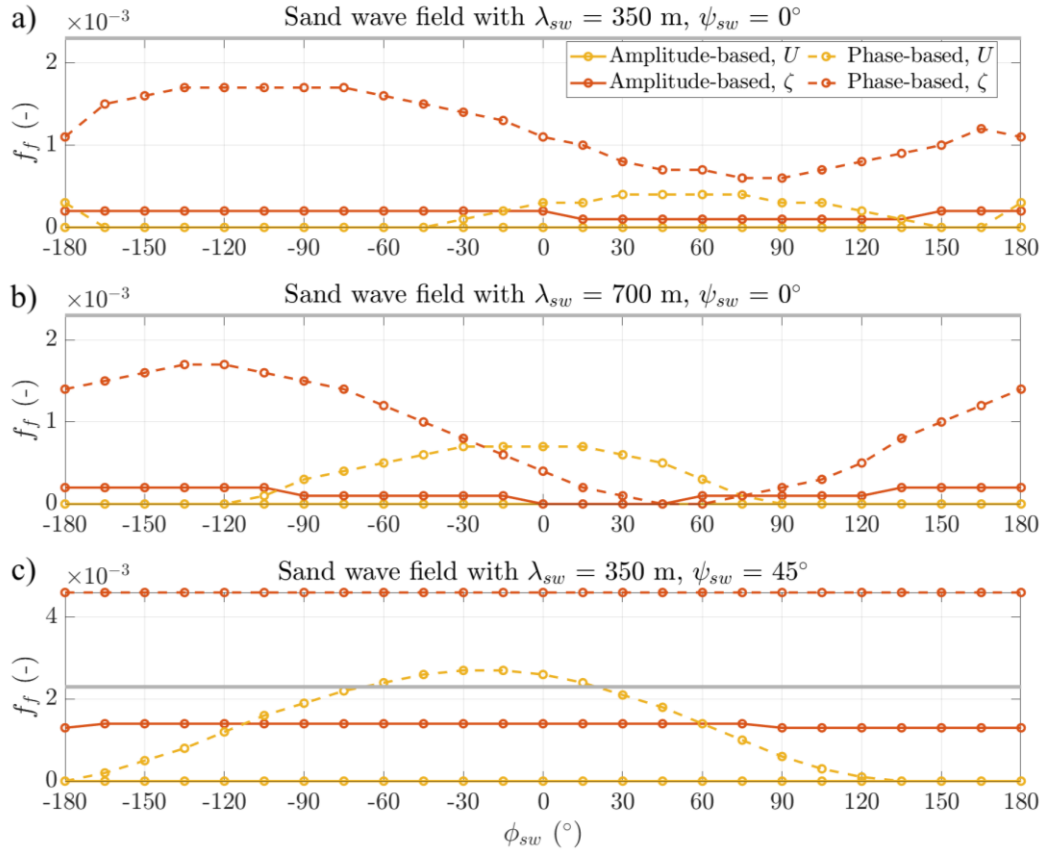 a)
×10⁻³
Sand wave field with λ_sw = 350 m, ψ_sw = 0°
Amplitude-based, U
Phase-based, U
Amplitude-based, ζ
Phase-based, ζ
f_f (-)
2
1
0
-180 -150 -120 -90 -60 -30 0 30 60 90 120 150 180
b)
×10⁻³
Sand wave field with λ_sw = 700 m, ψ_sw = 0°
f_f (-)
2
1
0
-180 -150 -120 -90 -60 -30 0 30 60 90 120 150 180
c)
×10⁻³
Sand wave field with λ_sw = 350 m, ψ_sw = 45°
f_f (-)
4
2
0
-180 -150 -120 -90 -60 -30 0 30 60 90 120 150 180
ϕ_sw (°)